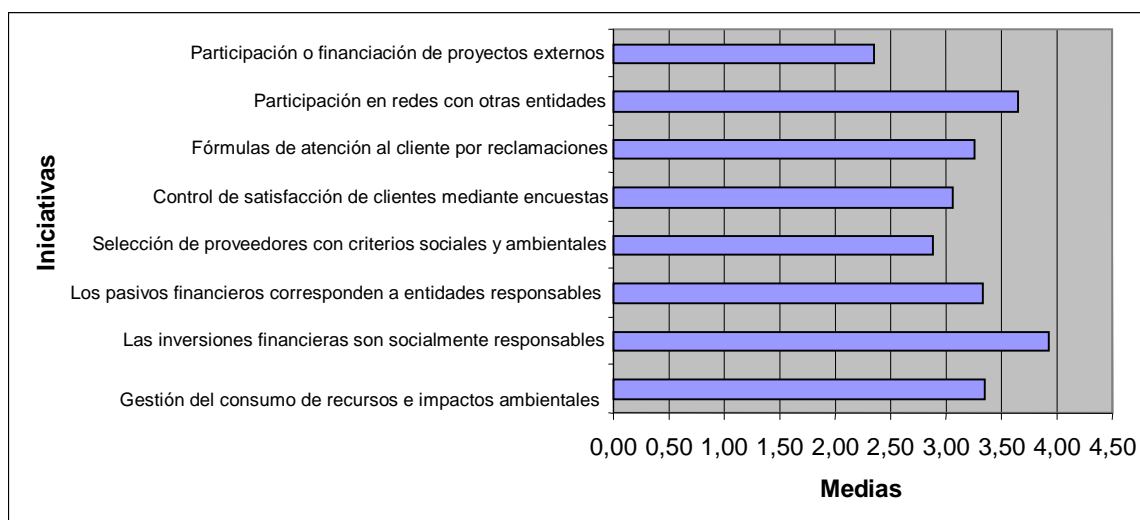 Iniciativas
Participación o financiación de proyectos externos
Participación en redes con otras entidades
Fórmulas de atención al cliente por reclamaciones
Control de satisfacción de clientes mediante encuestas
Selección de proveedores con criterios sociales y ambientales
Los pasivos financieros corresponden a entidades responsables
Las inversiones financieras son socialmente responsables
Gestión del consumo de recursos e impactos ambientales
0,00 0,50 1,00 1,50 2,00 2,50 3,00 3,50 4,00 4,50
Medias